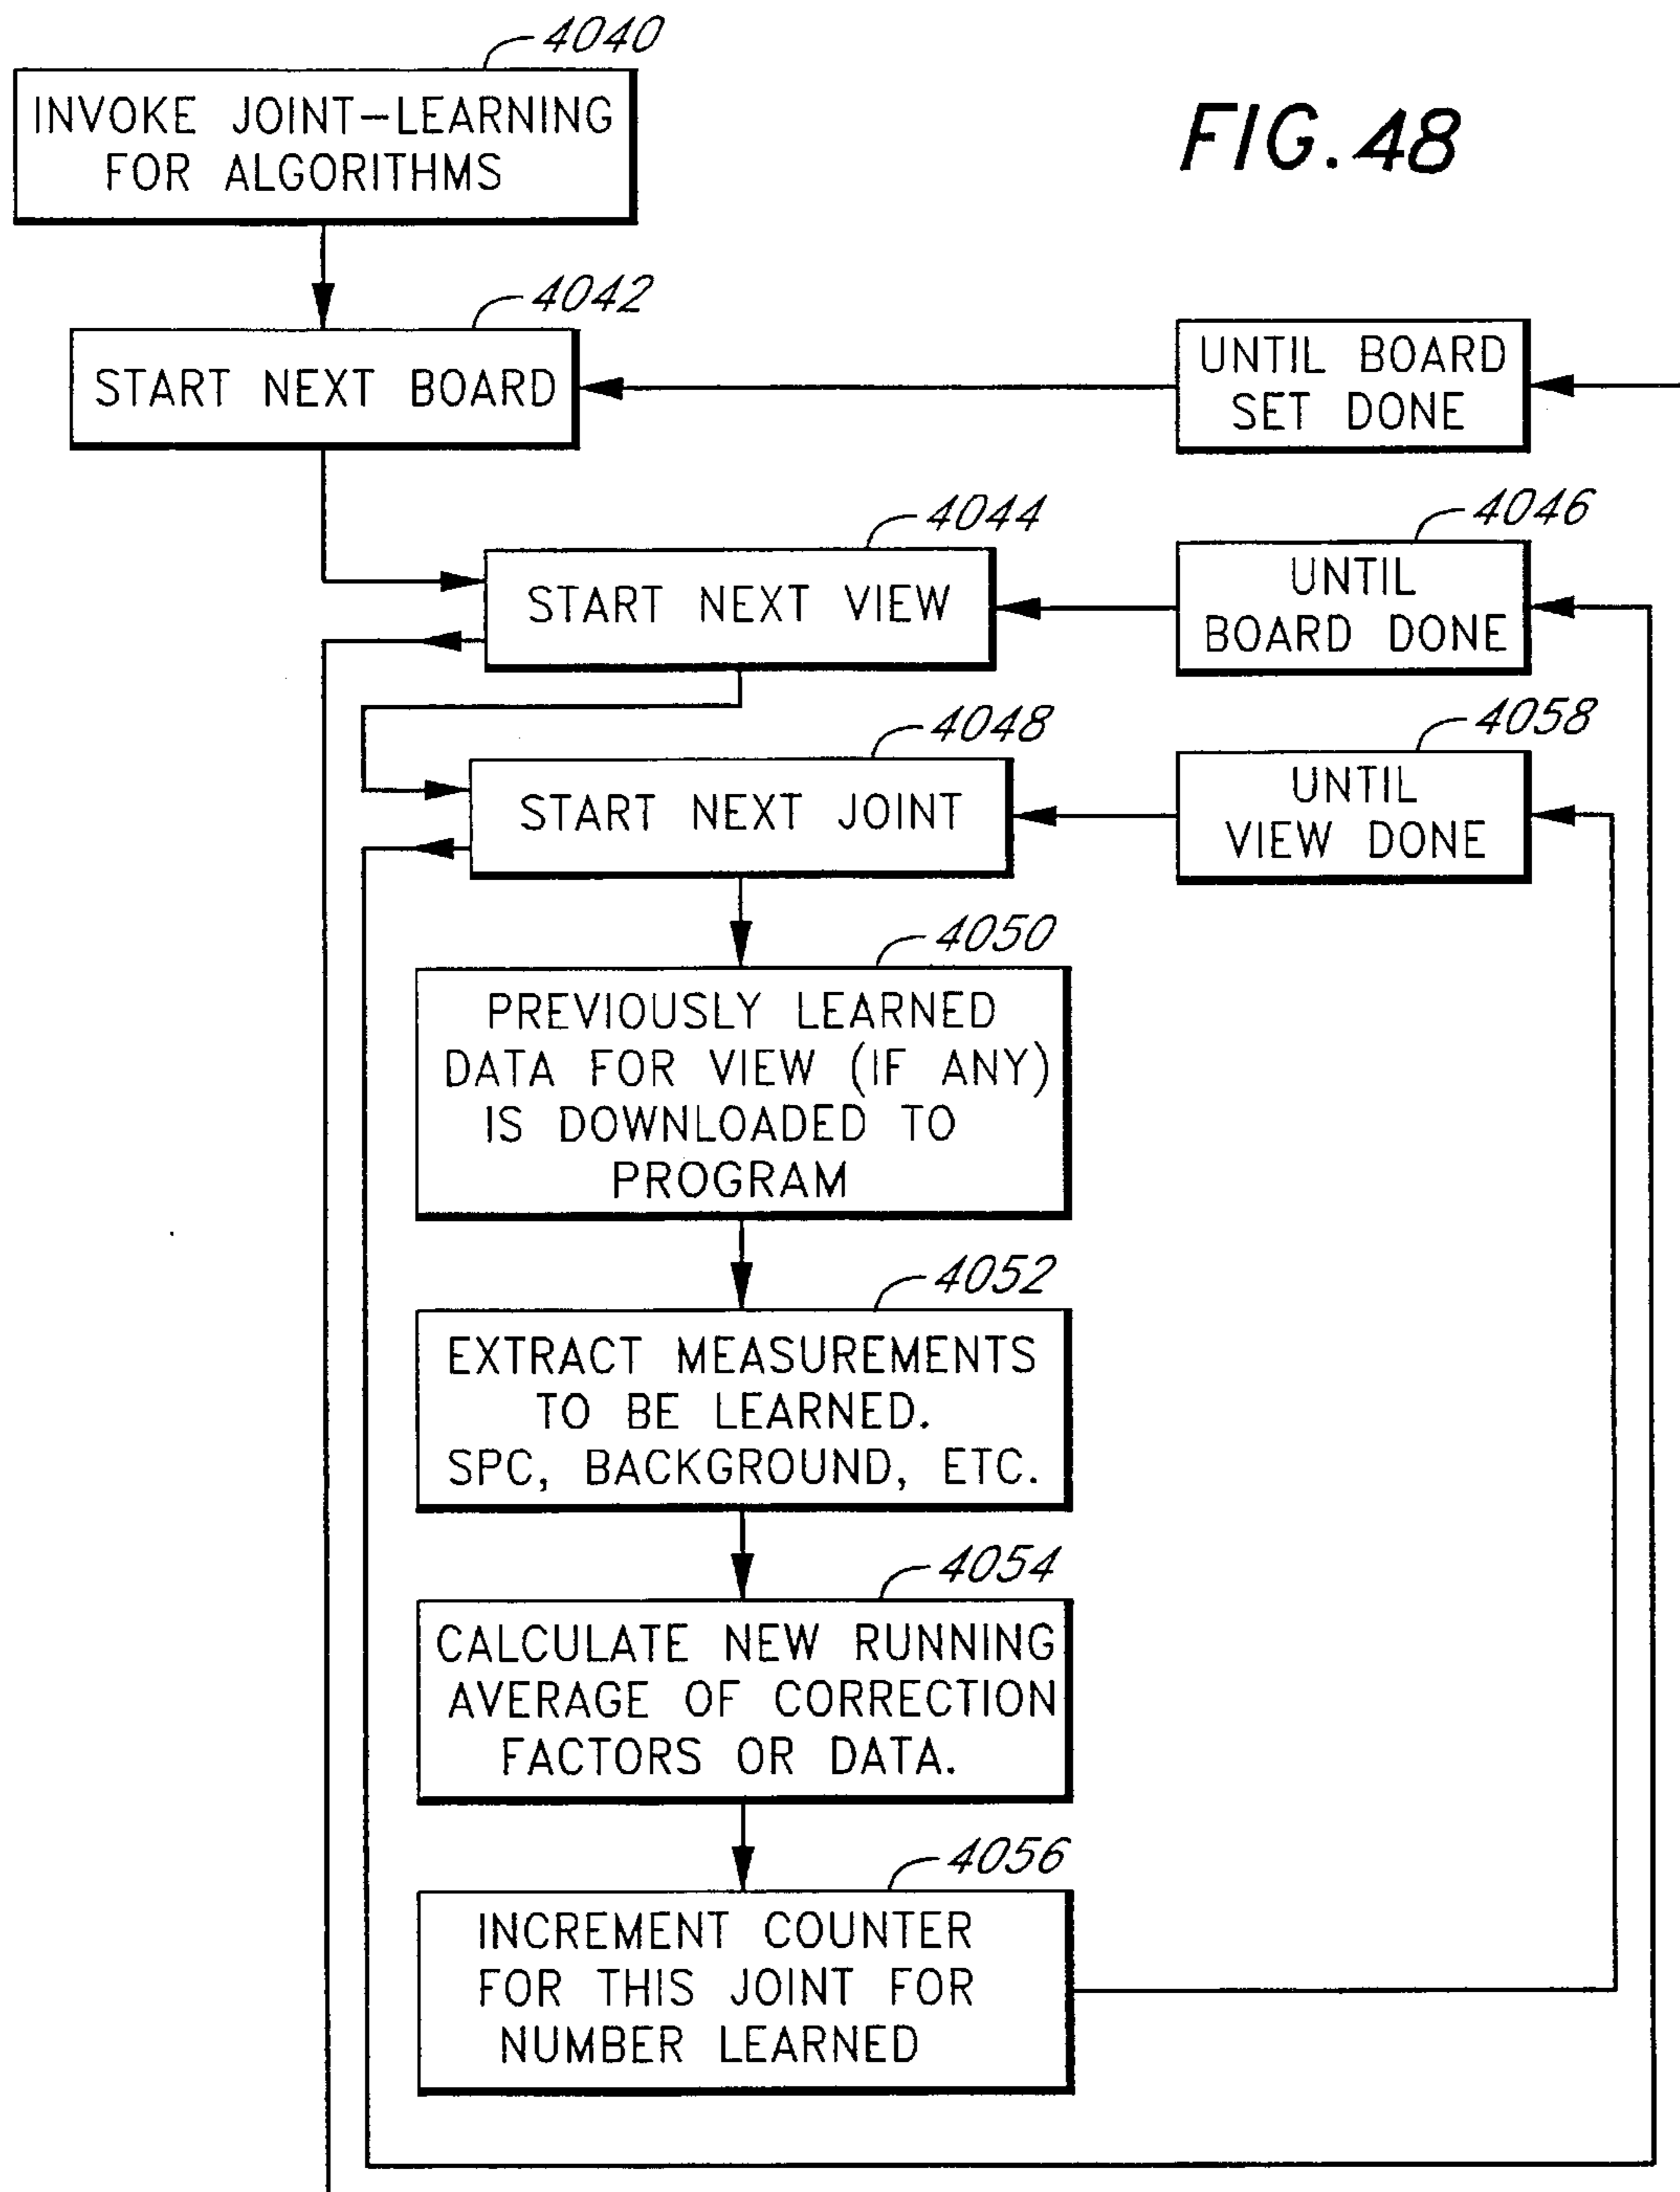 4040
INVOKE JOINT-LEARNING
FOR ALGORITHMS
FIG. 48
4042
START NEXT BOARD
UNTIL BOARD
SET DONE
4044
START NEXT VIEW
4046
UNTIL
BOARD DONE
4048
START NEXT JOINT
4058
UNTIL
VIEW DONE
4050
PREVIOUSLY LEARNED
DATA FOR VIEW (IF ANY)
IS DOWNLOADED TO
PROGRAM
4052
EXTRACT MEASUREMENTS
TO BE LEARNED.
SPC, BACKGROUND, ETC.
4054
CALCULATE NEW RUNNING
AVERAGE OF CORRECTION
FACTORS OR DATA.
4056
INCREMENT COUNTER
FOR THIS JOINT FOR
NUMBER LEARNED